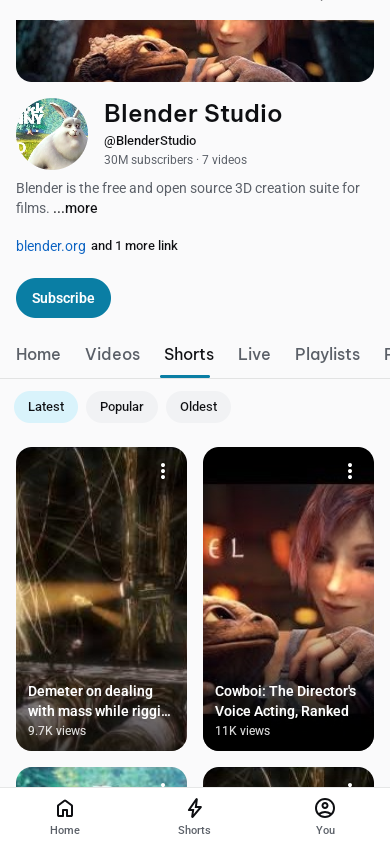 Blender Studio
@BlenderStudio
30M subscribers · 7 videos
Blender is the free and open source 3D creation suite for
films. ...more
blender.org and 1 more link
Subscribe
Home Videos Shorts Live Playlists
Latest Popular Oldest
Demeter on dealing
with mass while riggi...
9.7K views
Cowboi: The Director's
Voice Acting, Ranked
11K views
E L
Home Shorts You